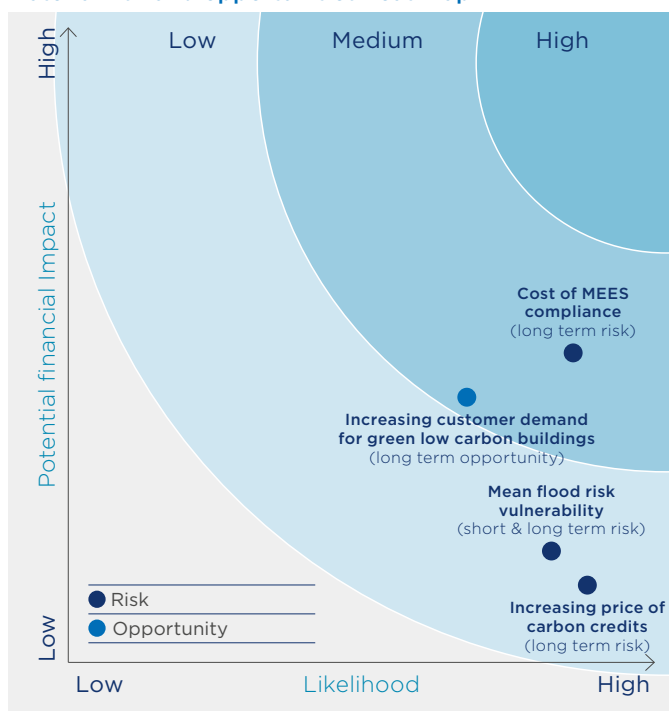 High
Low
Medium
High
Potential financial Impact
Cost of MEES
compliance
(long term risk)
Increasing customer demand
for green low carbon buildings
(long term opportunity)
Mean flood risk
vulnerability
(short & long term risk)
Increasing price of
carbon credits
(long term risk)
Risk
Opportunity
Low
Low
Likelihood
High